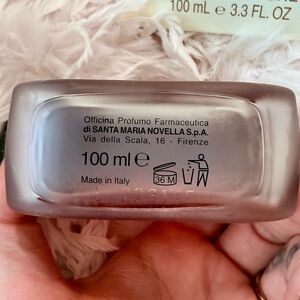 100 mL ℮ 3.3 FL. OZ
Officina Profumo Farmaceutica
di SANTA MARIA NOVELLA S.p.A.
Via della Scala, 16 - Firenze
100 ml ℮
36 M
Made in Italy